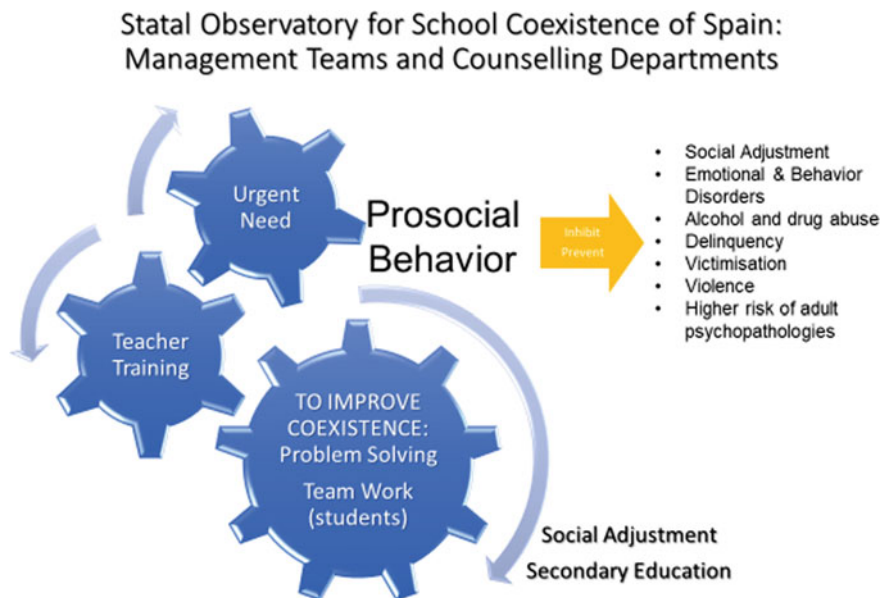 Statal Observatory for School Coexistence of Spain:
Management Teams and Counselling Departments
Urgent
Need
Prosocial
Behavior
Inhibit
Prevent
• Social Adjustment
• Emotional & Behavior
Disorders
• Alcohol and drug abuse
• Delinquency
• Victimisation
• Violence
• Higher risk of adult
psychopathologies
Teacher
Training
TO IMPROVE
COEXISTENCE:
Problem Solving
Team Work
(students)
Social Adjustment
Secondary Education